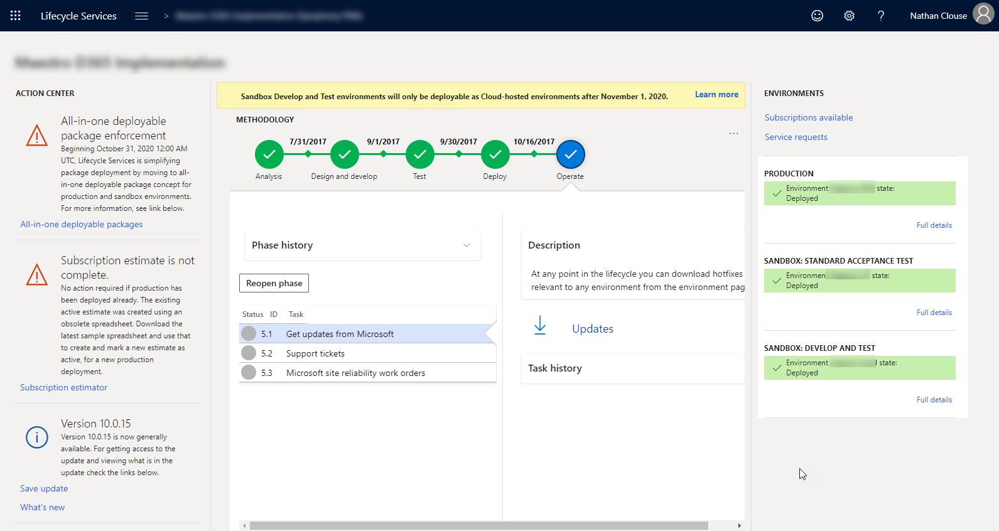 Lifecycle Services
>
Nathan Clouse
Maestro D365 Implementation
ACTION CENTER
All-in-one deployable
package enforcement
Beginning October 31, 2020 12:00 AM
UTC, Lifecycle Services is simplifying
package deployment by moving to all-
in-one deployable package concept for
production and sandbox environments.
For more information, see link below.
All-in-one deployable packages
Subscription estimate is not
complete.
No action required if production has
been deployed already. The existing
active estimate was created using an
obsolete spreadsheet. Download the
latest sample spreadsheet and use that
to create and mark a new estimate as
active, for a new production
deployment.
Subscription estimator
Version 10.0.15
Version 10.0.15 is now generally
available. For getting access to the
update and viewing what is in the
update check the links below.
Save update
What's new
Sandbox Develop and Test environments will only be deployable as Cloud-hosted environments after November 1, 2020.
Learn more
METHODOLOGY
...
7/31/2017 9/1/2017 9/30/2017 10/16/2017
Analysis Design and develop Test Deploy Operate
Phase history
Reopen phase
Status ID Task
5.1 Get updates from Microsoft
5.2 Support tickets
5.3 Microsoft site reliability work orders
Description
At any point in the lifecycle you can download hotfixes
relevant to any environment from the environment pag
Updates
Task history
ENVIRONMENTS
Subscriptions available
Service requests
PRODUCTION
Environment state:
Deployed
Full details
SANDBOX: STANDARD ACCEPTANCE TEST
Environmen state:
Deployed
Full details
SANDBOX: DEVELOP AND TEST
Environment state:
Deployed
Full details